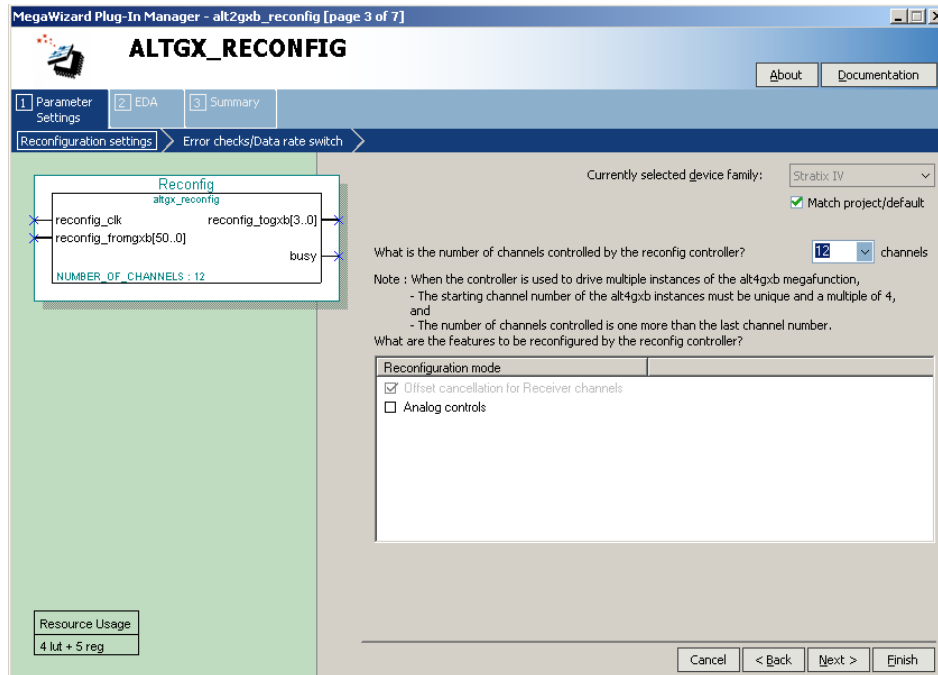 MegaWizard Plug-In Manager - alt2gxb_reconfig [page 3 of 7]
ALTGX_RECONFIG
About
Documentation
1 Parameter Settings
2 EDA
3 Summary
Reconfiguration settings
Error checks/Data rate switch
Reconfig
altgx_reconfig
reconfig_clk
reconfig_togxb[3..0]
reconfig_fromgxb[50..0]
busy
NUMBER_OF_CHANNELS : 12
Resource Usage
4 lut + 5 reg
Currently selected device family:
Stratix IV
Match project/default
What is the number of channels controlled by the reconfig controller?
12
channels
Note : When the controller is used to drive multiple instances of the alt4gxb megafunction,
- The starting channel number of the alt4gxb instances must be unique and a multiple of 4,
and
- The number of channels controlled is one more than the last channel number.
What are the features to be reconfigured by the reconfig controller?
Reconfiguration mode
Offset cancellation for Receiver channels
Analog controls
Cancel
< Back
Next >
Finish